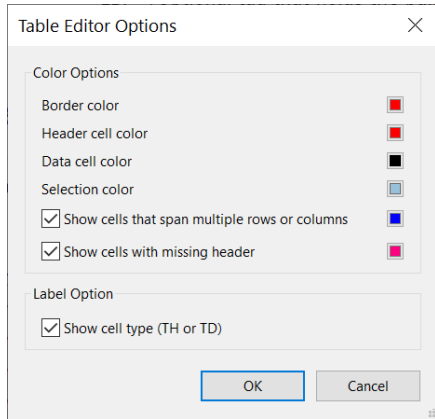 Table Editor Options
Color Options
Border color
Header cell color
Data cell color
Selection color
Show cells that span multiple rows or columns
Show cells with missing header
Label Option
Show cell type (TH or TD)
OK
Cancel